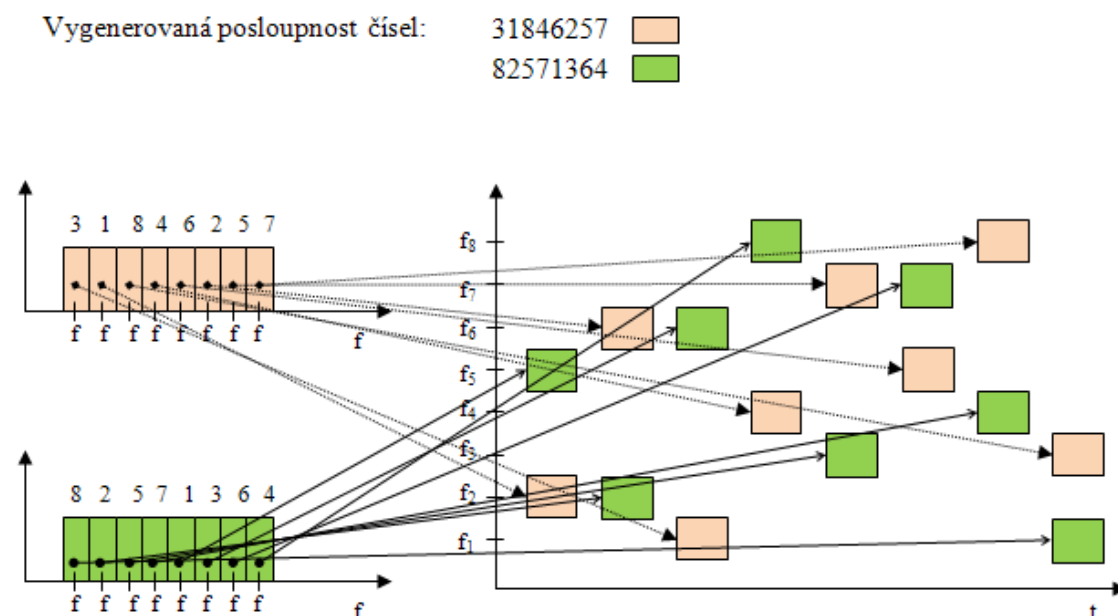 Vygenerovaná posloupnost čísel: 31846257
82571364
3 1 8 4 6 2 5 7
f f f f f f f f f
8 2 5 7 1 3 6 4
f f f f f f f f f
f8
f7
f6
f5
f4
f3
f2
f1
t